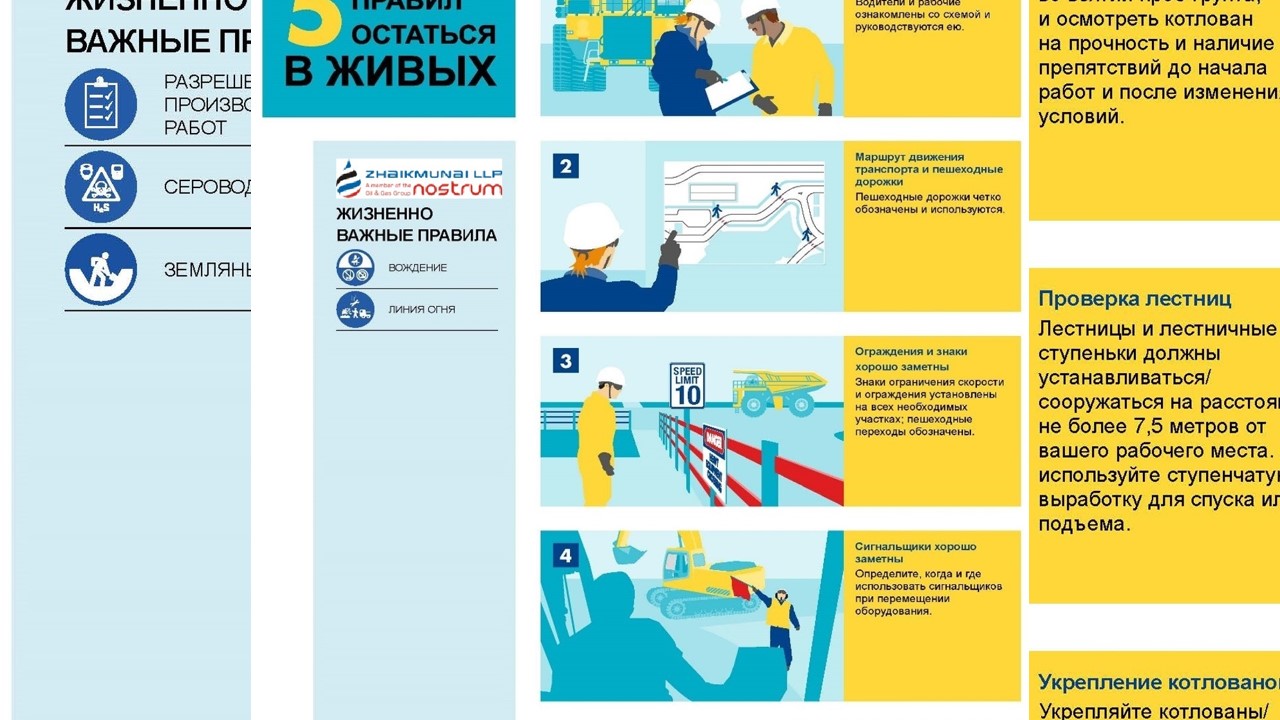 ЖИЗНЕННО
ВАЖНЫЕ ПР
РАЗРЕШЕ
ПРОИЗВО
РАБОТ
СЕРОВОД
H₂S
ЗЕМЛЯНЬ
5
ПРАВИЛ
ОСТАТЬСЯ
В ЖИВЫХ
ZHAIKMUNAI LLP
A member of the
Oil & Gas Group
nostrum
ЖИЗНЕННО
ВАЖНЫЕ ПРАВИЛА
ВОЖДЕНИЕ
ЛИНИЯ ОГНЯ
Водители и рабочие
ознакомлены со схемой и
руководствуются ею.
2
Маршрут движения
транспорта и пешеходные
дорожки
Пешеходные дорожки четко
обозначены и используются.
3
SPEED
LIMIT
10
Ограждения и знаки
хорошо заметны
Знаки ограничения скорости
и ограждения установлены
на всех необходимых
участках; пешеходные
переходы обозначены.
4
Сигнальщики хорошо
заметны
Определите, когда и где
использовать сигнальщиков
при перемещении
оборудования.
и осмотреть котлован
на прочность и наличие
препятствий до начала
работ и после изменени
условий.
Проверка лестниц
Лестницы и лестничные
ступеньки должны
устанавливаться/
сооружаться на расстоя
не более 7,5 метров от
вашего рабочего места.
используйте ступенчату
выработку для спуска и
подъема.
Укрепление котловано
Укрепляйте котлованы/